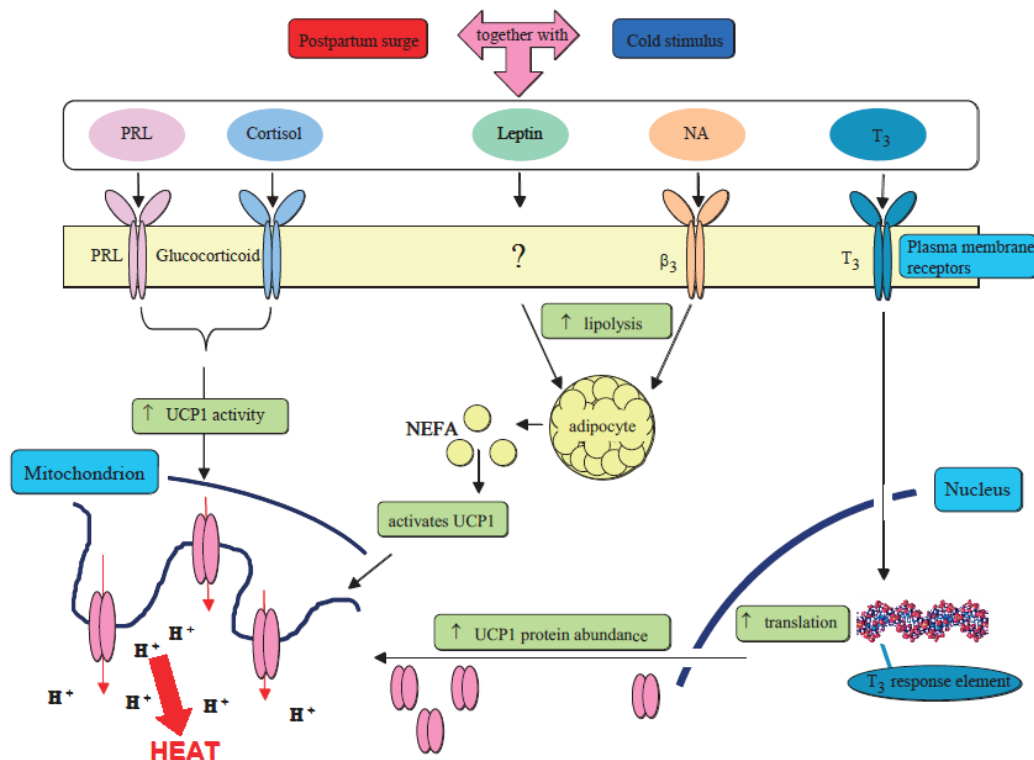 Postpartum surge
together with
Cold stimulus
PRL
Cortisol
Leptin
NA
T3
PRL
Glucocorticoid
?
β3
T3
Plasma membrane
receptors
↑ lipolysis
↑ UCP1 activity
NEFA
adipocyte
Mitochondrion
Nucleus
activates UCP1
↑ UCP1 protein abundance
↑ translation
T3 response element
H+
H+
H+
H+
H+
H+
HEAT